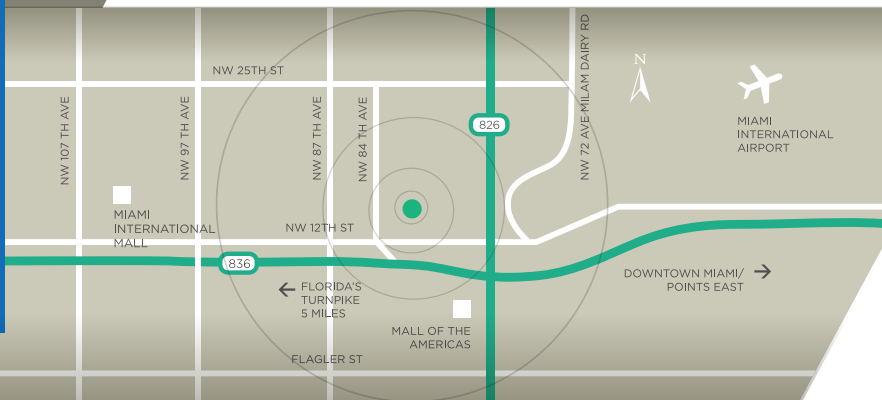 NW 25TH ST
NW 107 TH AVE
NW 97 TH AVE
NW 87 TH AVE
NW 84 TH AVE
826
NW 72 AVE MILAM DAIRY RD
N
MIAMI
INTERNATIONAL
AIRPORT
MIAMI
INTERNATIONAL
MALL
NW 12TH ST
836
FLORIDA'S
TURNPIKE
5 MILES
DOWNTOWN MIAMI/
POINTS EAST
MALL OF THE
AMERICAS
FLAGLER ST